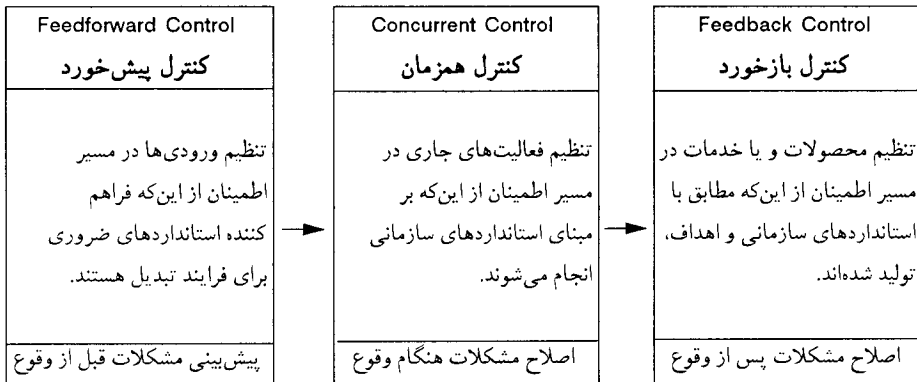 Feedforward Control
کنترل پیش‌خورد
تنظیم ورودی‌ها در مسیر
اطمینان از این‌که فراهم
کننده استانداردهای ضروری
برای فرایند تبدیل هستند.
پیش‌بینی مشکلات قبل از وقوع
Concurrent Control
کنترل همزمان
تنظیم فعالیت‌های جاری در
مسیر اطمینان از این‌که بر
مبنای استانداردهای سازمانی
انجام می‌شوند.
اصلاح مشکلات هنگام وقوع
Feedback Control
کنترل بازخورد
تنظیم محصولات و یا خدمات در
مسیر اطمینان از این‌که مطابق با
استانداردهای سازمانی و اهداف،
تولید شده‌اند.
اصلاح مشکلات پس از وقوع